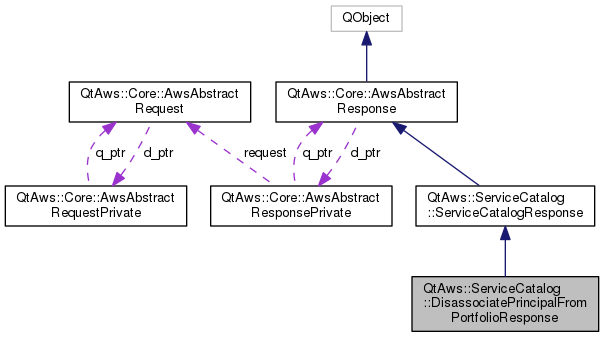 QObject
QtAws::Core::AwsAbstract
Request
QtAws::Core::AwsAbstract
Response
q_ptr
d_ptr
request
q_ptr
d_ptr
QtAws::Core::AwsAbstract
RequestPrivate
QtAws::Core::AwsAbstract
ResponsePrivate
QtAws::ServiceCatalog
::ServiceCatalogResponse
QtAws::ServiceCatalog
::DisassociatePrincipalFrom
PortfolioResponse